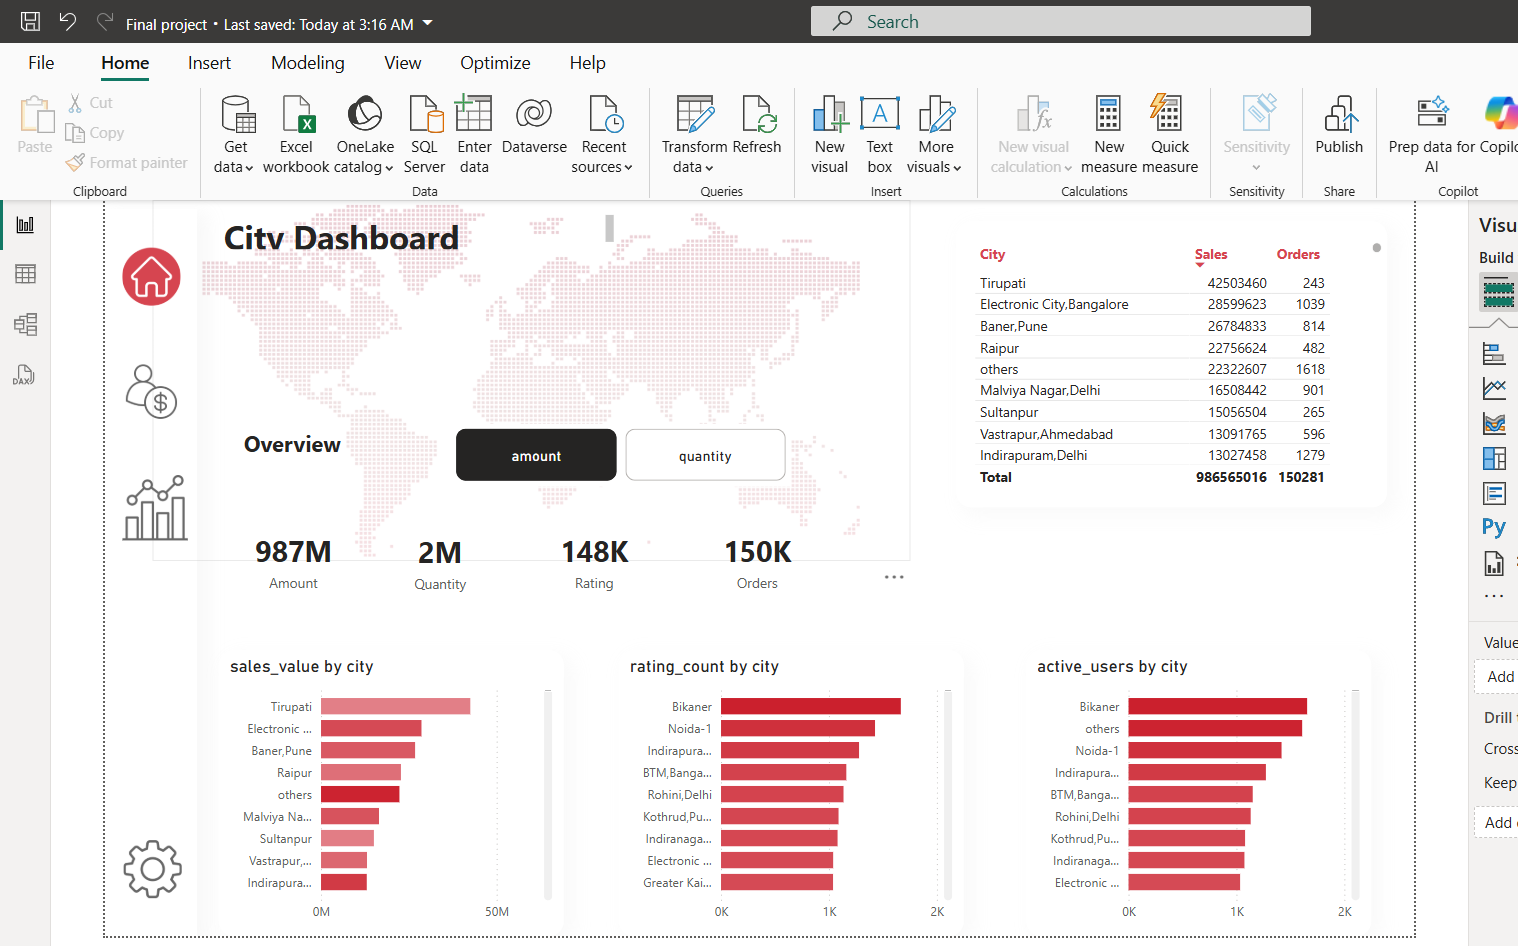 Final project • Last saved: Today at 3:16 AM
Search
File Home Insert Modeling View Optimize Help
Paste
Cut
Copy
Format painter
Clipboard
Get data
Excel workbook
OneLake catalog
SQL Server
Enter data
Dataverse
Recent sources
Data
Transform data
Refresh
Queries
New visual
Text box
More visuals
Insert
New visual calculation
New measure
Quick measure
Calculations
Sensitivity
Sensitivity
Publish
Share
Prep data for AI
Copilot
City Dashboard
Overview
amount
quantity
987M
Amount
2M
Quantity
148K
Rating
150K
Orders
City Sales Orders
Tirupati 42503460 243
Electronic City,Bangalore 28599623 1039
Baner,Pune 26784833 814
Raipur 22756624 482
others 22322607 1618
Malviya Nagar,Delhi 16508442 901
Sultanpur 15056504 265
Vastrapur,Ahmedabad 13091765 596
Indirapuram,Delhi 13027458 1279
Total 986565016 150281
sales_value by city
Tirupati
Electronic ...
Baner,Pune
Raipur
others
Malviya Na...
Sultanpur
Vastrapur,...
Indirapura...
0M 50M
rating_count by city
Bikaner
Noida-1
Indirapura...
BTM,Banga...
Rohini,Delhi
Kothrud,Pu...
Indiranaga...
Electronic ...
Greater Kai...
0K 1K 2K
active_users by city
Bikaner
others
Noida-1
Indirapura...
BTM,Banga...
Rohini,Delhi
Kothrud,Pu...
Indiranaga...
Electronic ...
0K 1K 2K
DAX
Visu
Build
Py
Value
Add
Drill
Cross
Keep
Add